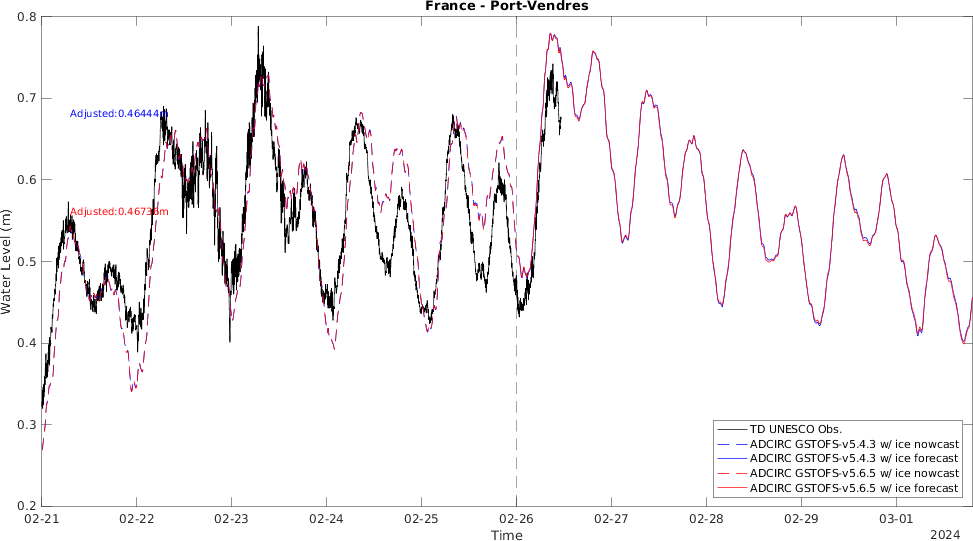 France - Port-Vendres
0.8
0.7
0.6
0.5
0.4
0.3
0.2
Water Level (m)
Adjusted:0.46444m
Adjusted:0.46736m
TD UNESCO Obs.
ADCIRC GSTOFS-v5.4.3 w/ ice nowcast
ADCIRC GSTOFS-v5.4.3 w/ ice forecast
ADCIRC GSTOFS-v5.6.5 w/ ice nowcast
ADCIRC GSTOFS-v5.6.5 w/ ice forecast
02-21 02-22 02-23 02-24 02-25 02-26 02-27 02-28 02-29 03-01
Time
2024